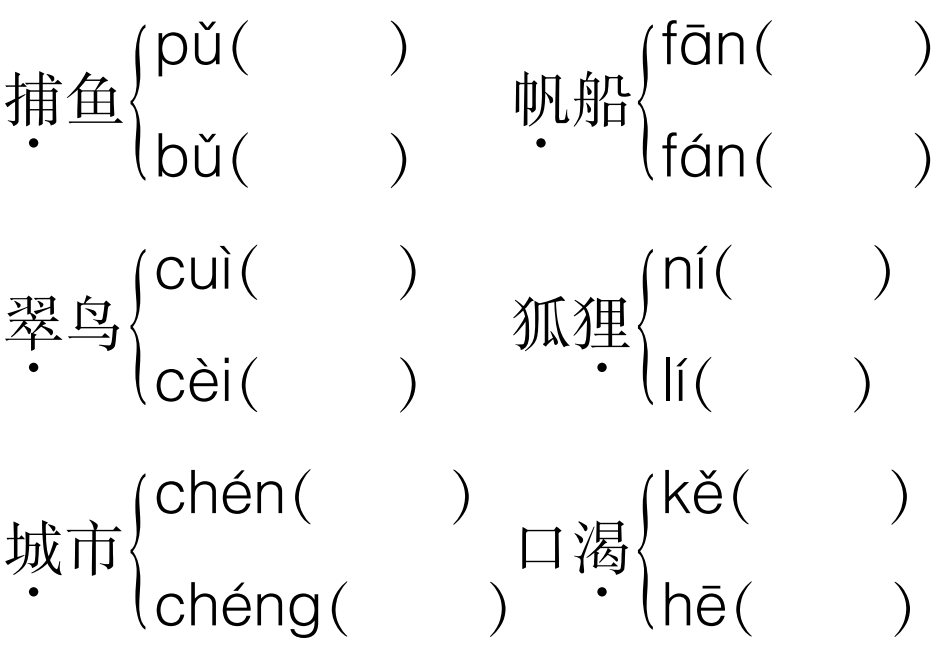 捕鱼 pǔ( ) bǔ( ) 帆船 fān( ) fán( )
翠鸟 cuì( ) cèi( ) 狐狸 ní( ) lí( )
城市 chén( ) chéng( ) 口渴 kě( ) hē( )